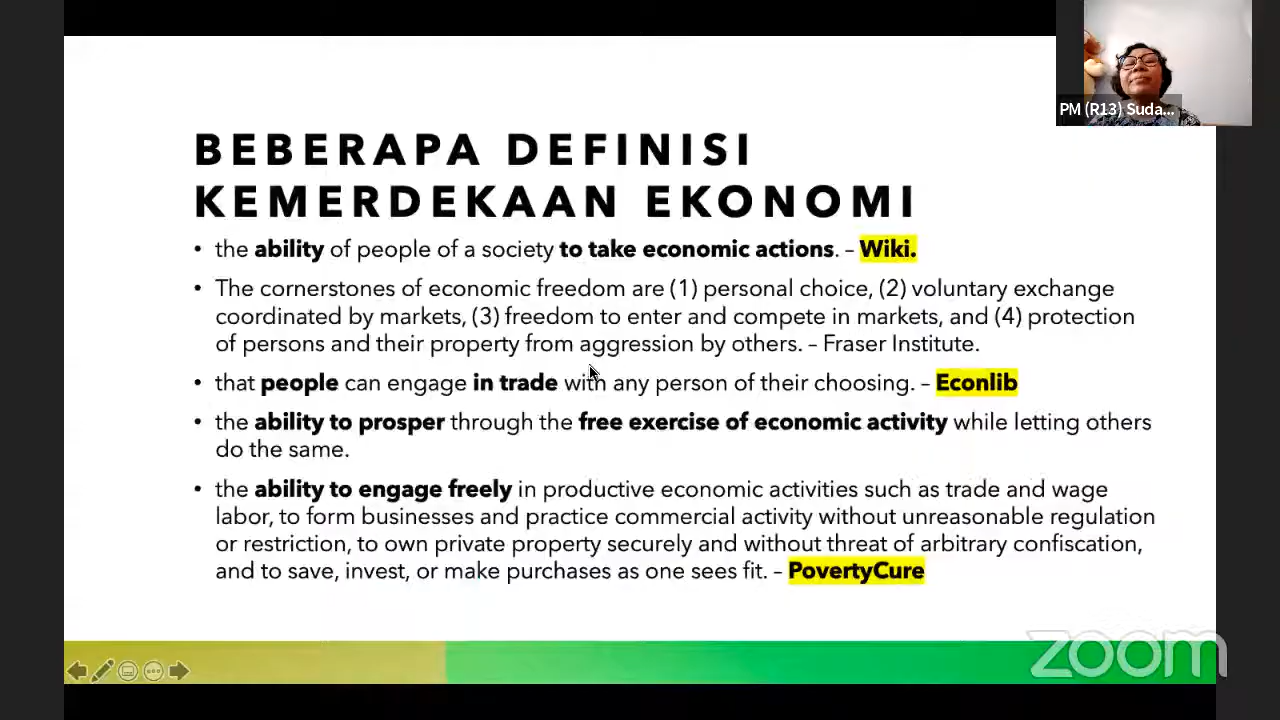 PM (R13) Suda...
BEBERAPA DEFINISI
KEMERDEKAAN EKONOMI
• the ability of people of a society to take economic actions. – Wiki.
• The cornerstones of economic freedom are (1) personal choice, (2) voluntary exchange
coordinated by markets, (3) freedom to enter and compete in markets, and (4) protection
of persons and their property from aggression by others. – Fraser Institute.
• that people can engage in trade with any person of their choosing. – Econlib
• the ability to prosper through the free exercise of economic activity while letting others
do the same.
• the ability to engage freely in productive economic activities such as trade and wage
labor, to form businesses and practice commercial activity without unreasonable regulation
or restriction, to own private property securely and without threat of arbitrary confiscation,
and to save, invest, or make purchases as one sees fit. – PovertyCure
zoom